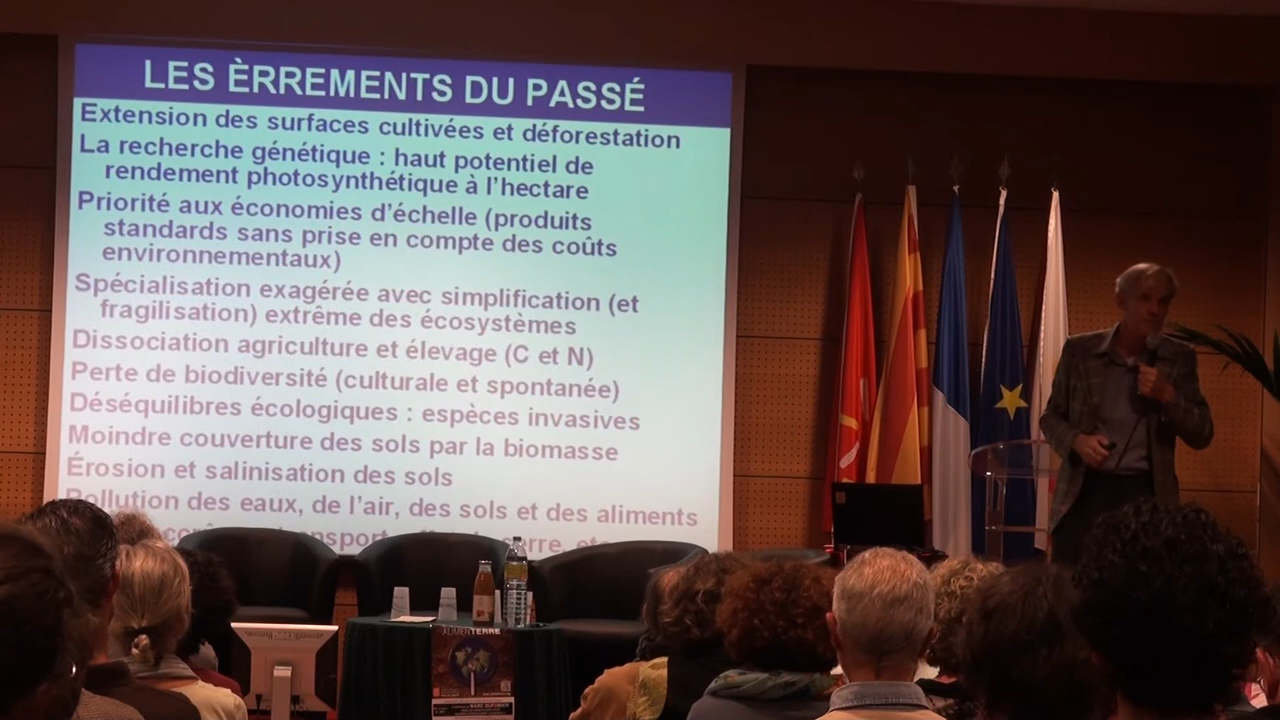 LES ÈRREMENTS DU PASSÉ
Extension des surfaces cultivées et déforestation
La recherche génétique : haut potentiel de
rendement photosynthétique à l'hectare
Priorité aux économies d'échelle (produits
standards sans prise en compte des coûts
environnementaux)
Spécialisation exagérée avec simplification (et
fragilisation) extrême des écosystèmes
Dissociation agriculture et élevage (C et N)
Perte de biodiversité (culturale et spontanée)
Déséquilibres écologiques : espèces invasives
Moindre couverture des sols par la biomasse
Érosion et salinisation des sols
Pollution des eaux, de l'air, des sols et des aliments
ALIMENTERRE
MARC DUFUMIER